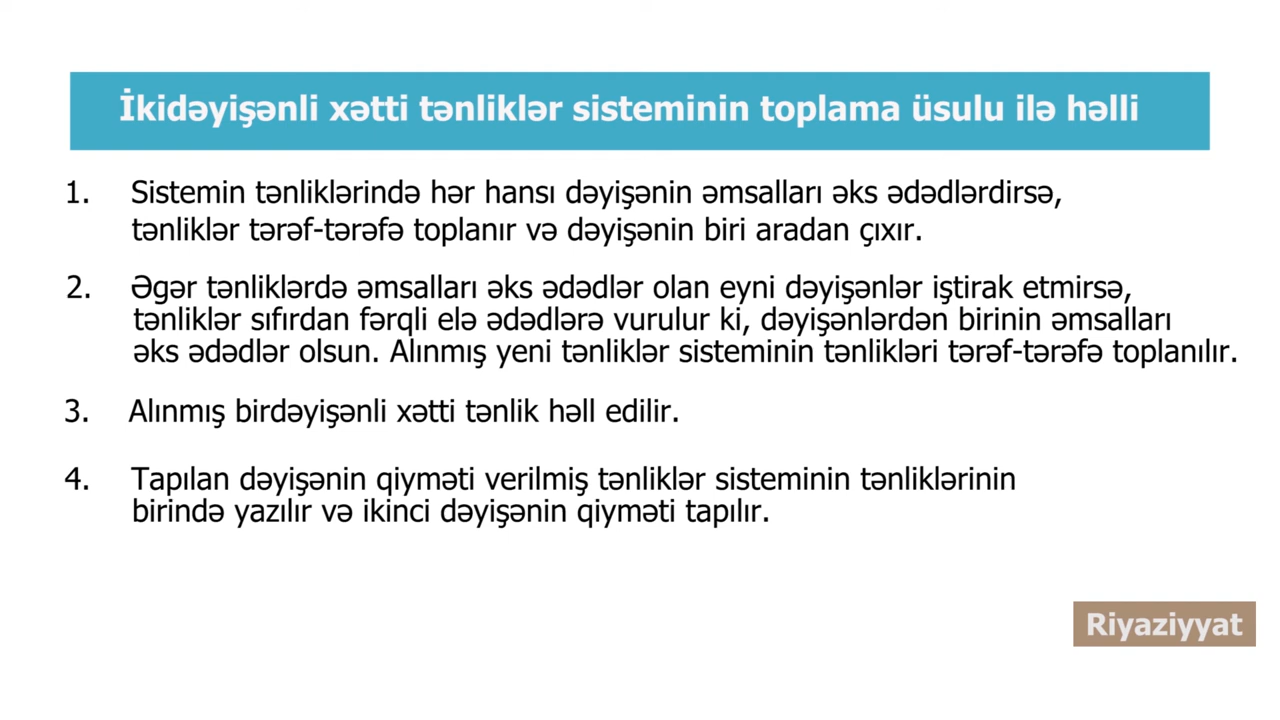 İkidəyişənli xətti tənliklər sisteminin toplama üsulu ilə həlli
1. Sistemin tənliklərində hər hansı dəyişənin əmsalları əks ədədlərdirsə,
tənliklər tərəf-tərəfə toplanır və dəyişənin biri aradan çıxır.
2. Əgər tənliklərdə əmsalları əks ədədlər olan eyni dəyişənlər iştirak etmirsə,
tənliklər sıfırdan fərqli elə ədədlərə vurulur ki, dəyişənlərdən birinin əmsalları
əks ədədlər olsun. Alınmış yeni tənliklər sisteminin tənlikləri tərəf-tərəfə toplanılır.
3. Alınmış birdəyişənli xətti tənlik həll edilir.
4. Tapılan dəyişənin qiyməti verilmiş tənliklər sisteminin tənliklərinin
birində yazılır və ikinci dəyişənin qiyməti tapılır.
Riyaziyyat